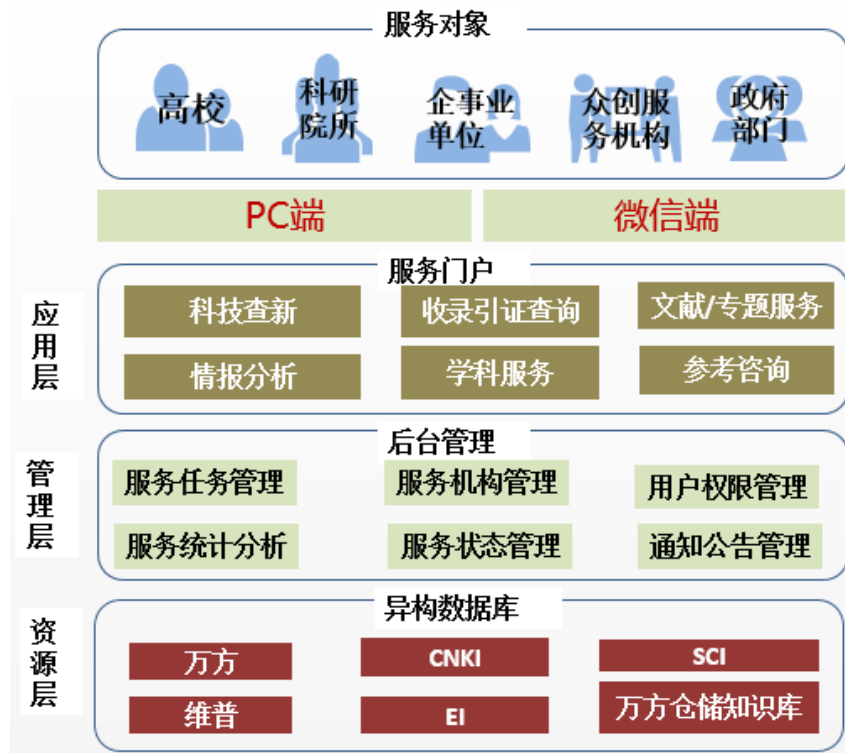 服务对象
高校
科研
院所
企事业
单位
众创服
务机构
政府
部门
PC端
微信端
应用层
服务门户
科技查新
收录引证查询
文献/专题服务
情报分析
学科服务
参考咨询
管理层
后台管理
服务任务管理
服务机构管理
用户权限管理
服务统计分析
服务状态管理
通知公告管理
资源层
异构数据库
万方
CNKI
SCI
维普
EI
万方仓储知识库